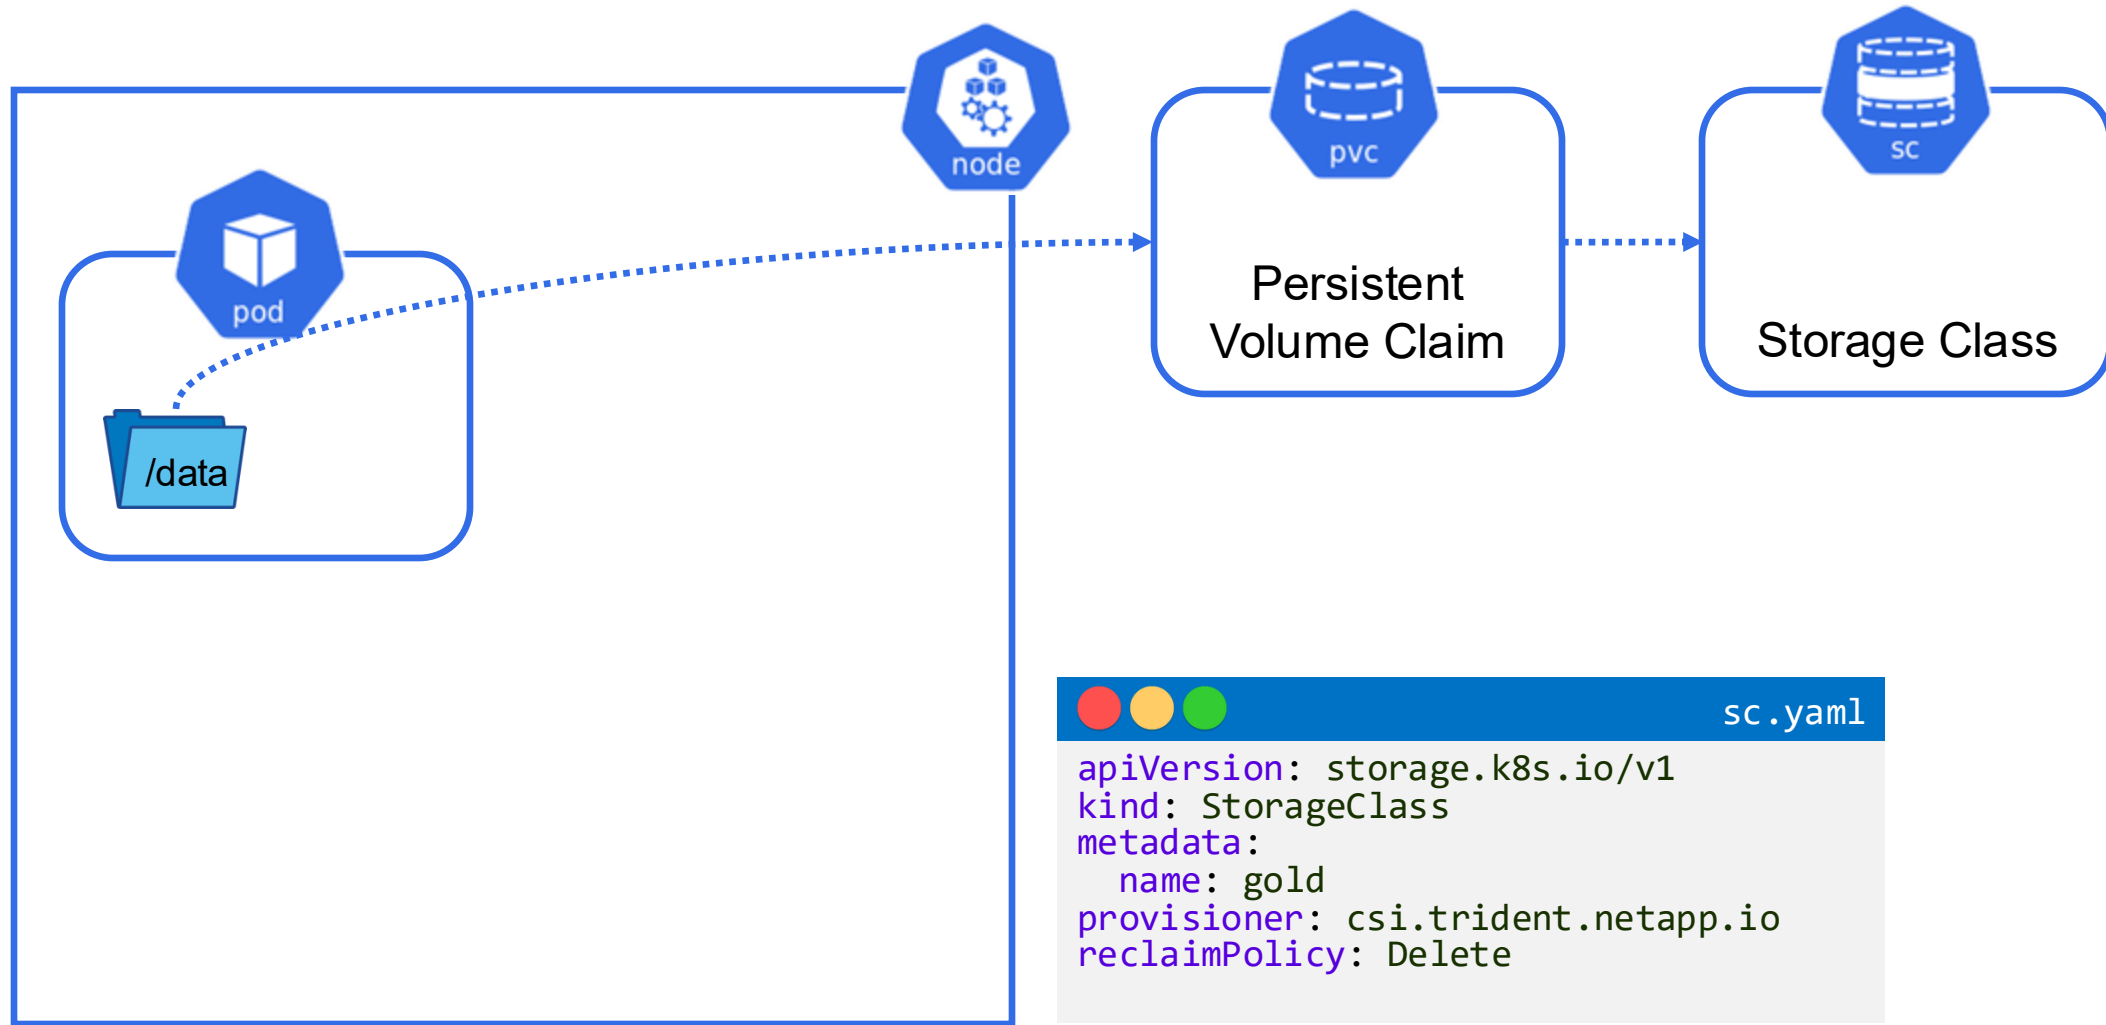 node
pvc
sc
pod
Persistent
Volume Claim
Storage Class
/data
sc.yaml
apiVersion: storage.k8s.io/v1
kind: StorageClass
metadata:
  name: gold
provisioner: csi.trident.netapp.io
reclaimPolicy: Delete